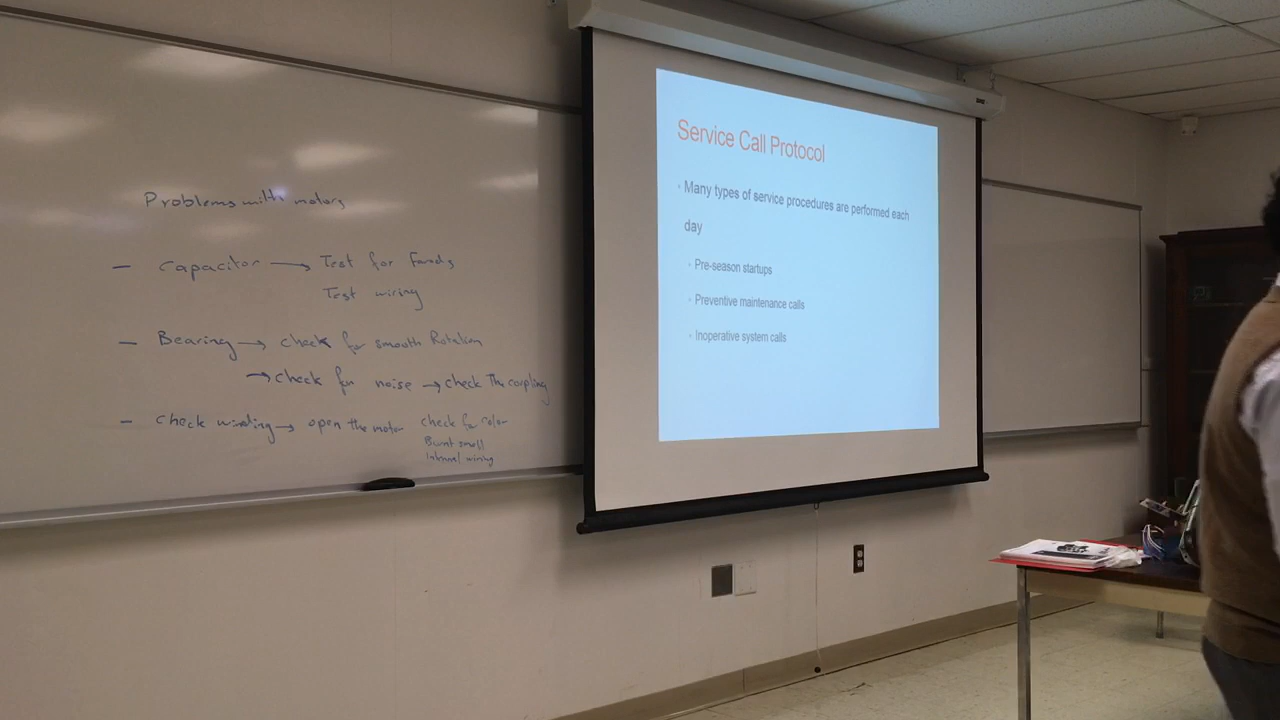 Problems with motors
- Capacitor → Test for Farads
Test wiring
- Bearing → check for smooth Rotation
→ check for noise → check The coupling
- Check winding → open the motor check for color
Burnt smell
Internal wiring
Service Call Protocol
• Many types of service procedures are performed each
day
• Pre-season startups
• Preventive maintenance calls
• Inoperative system calls